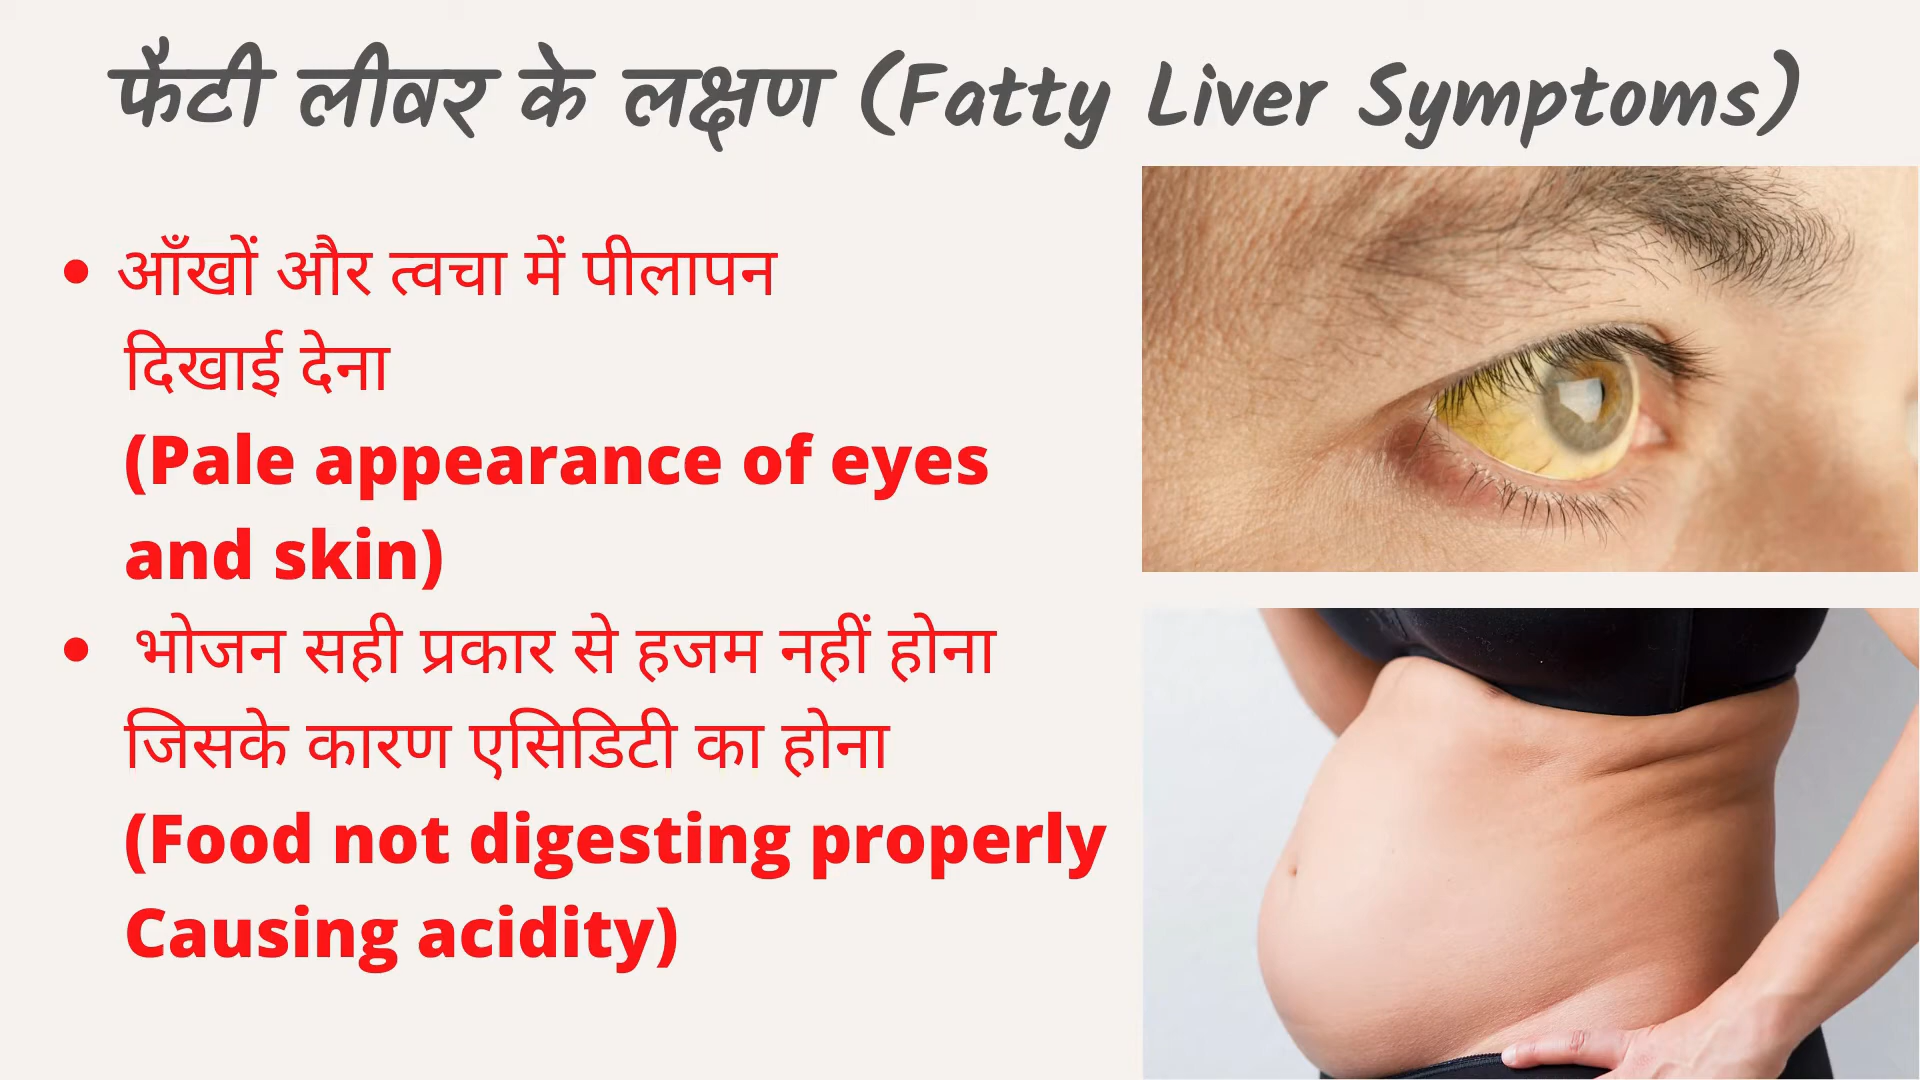 फैटी लीवर के लक्षण (Fatty Liver Symptoms)
• आँखों और त्वचा में पीलापन
दिखाई देना
(Pale appearance of eyes
and skin)
• भोजन सही प्रकार से हजम नहीं होना
जिसके कारण एसिडिटी का होना
(Food not digesting properly
Causing acidity)